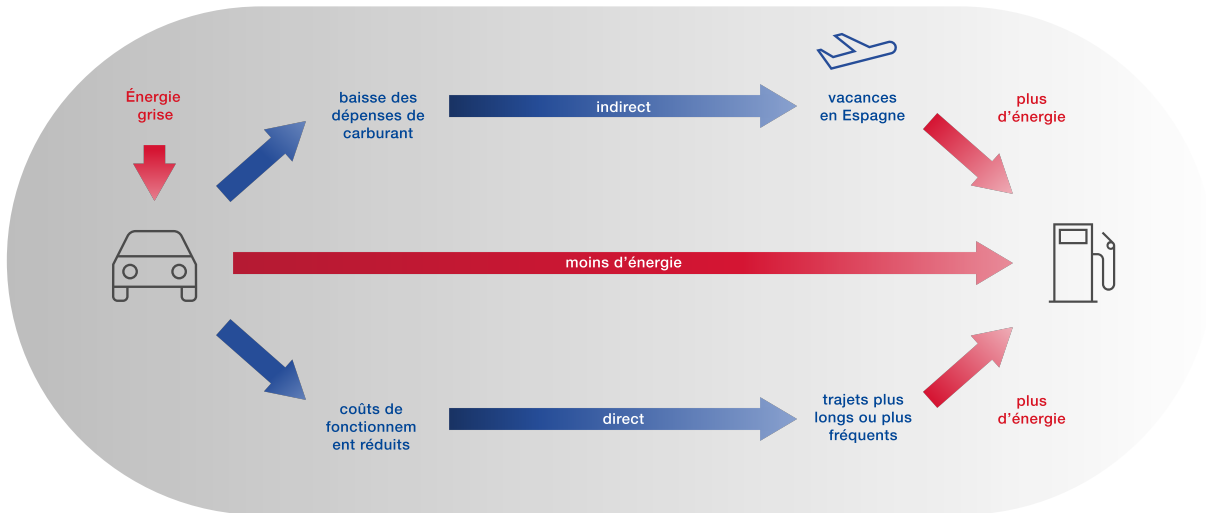 Énergie
grise
baisse des
dépenses de
carburant
indirect
vacances
en Espagne
plus
d’énergie
moins d’énergie
coûts de
fonctionnem
ent réduits
direct
trajets plus
longs ou plus
fréquents
plus
d’énergie